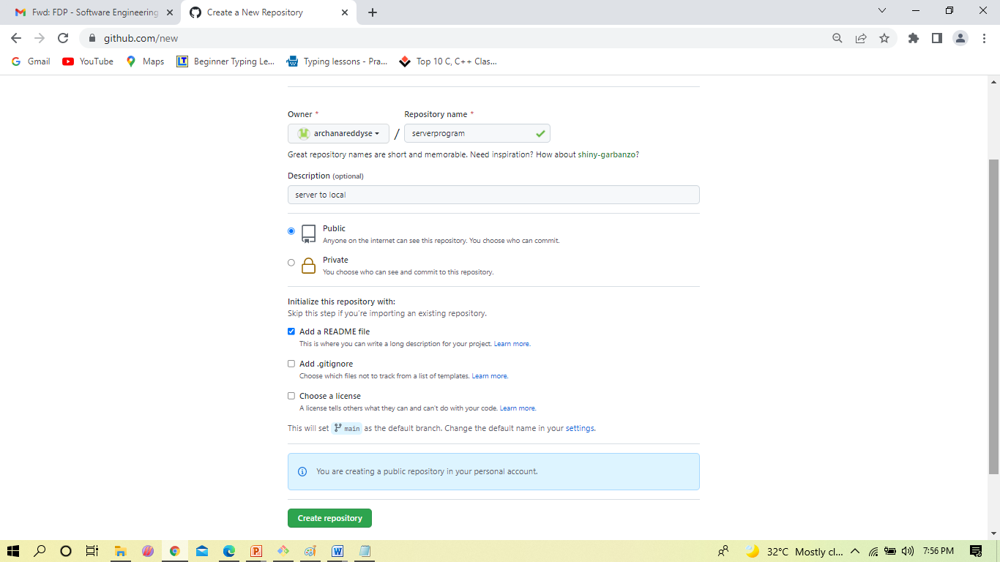 Fwd: FDP - Software Engineering
Create a New Repository
github.com/new
Gmail
YouTube
Maps
Beginner Typing Le...
Typing lessons - Pra...
Top 10 C, C++ Clas...
Owner *
Repository name *
archanareddyse
/
serverprogram
Great repository names are short and memorable. Need inspiration? How about shiny-garbanzo?
Description (optional)
server to local
Public
Anyone on the internet can see this repository. You choose who can commit.
Private
You choose who can see and commit to this repository.
Initialize this repository with:
Skip this step if you're importing an existing repository.
Add a README file
This is where you can write a long description for your project. Learn more.
Add .gitignore
Choose which files not to track from a list of templates. Learn more.
Choose a license
A license tells others what they can and can't do with your code. Learn more.
This will set main as the default branch. Change the default name in your settings.
You are creating a public repository in your personal account.
Create repository
32°C Mostly cl...
7:56 PM